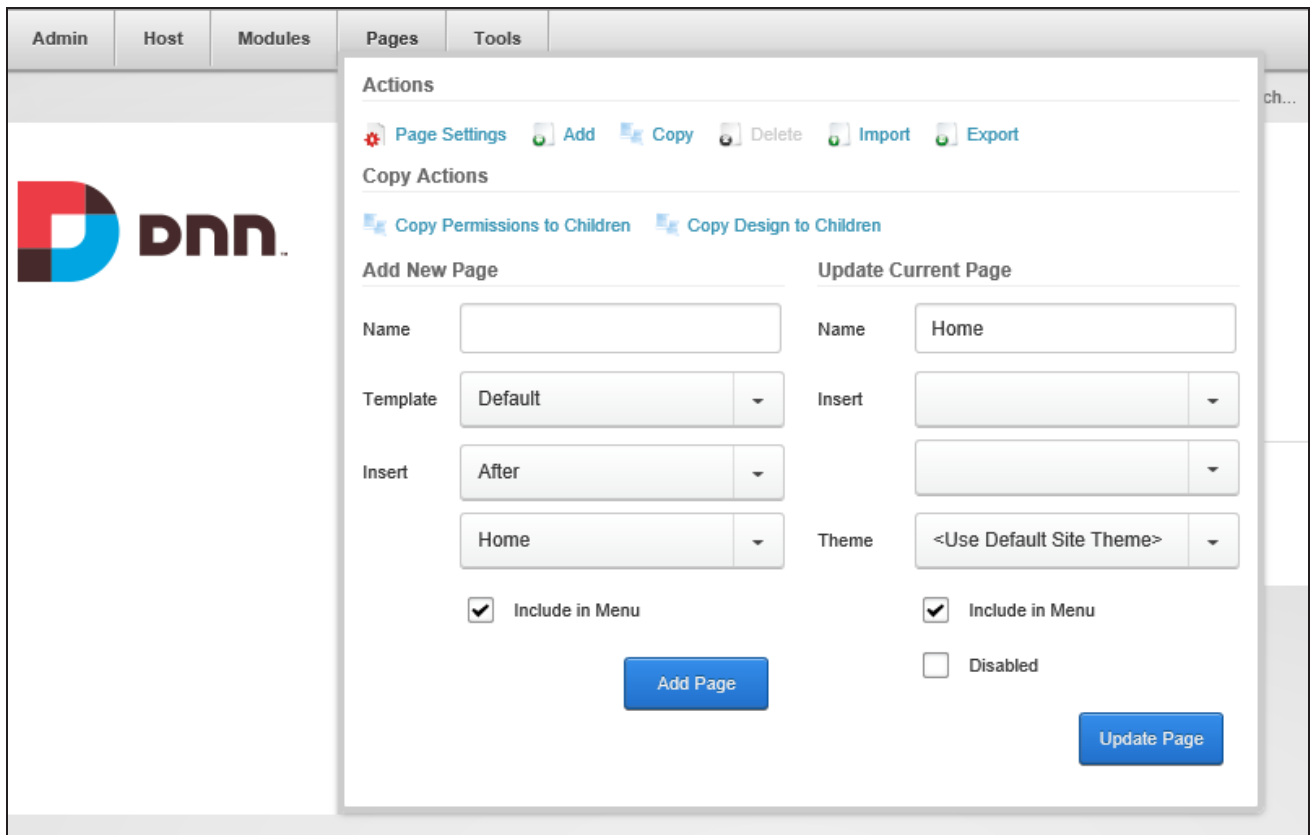 Admin Host Modules Pages Tools
ch...
Actions
Page Settings Add Copy Delete Import Export
Copy Actions
Copy Permissions to Children Copy Design to Children
DNN
Add New Page
Name
Template Default
Insert After
Home
Include in Menu
Add Page
Update Current Page
Name Home
Insert
Theme <Use Default Site Theme>
Include in Menu
Disabled
Update Page